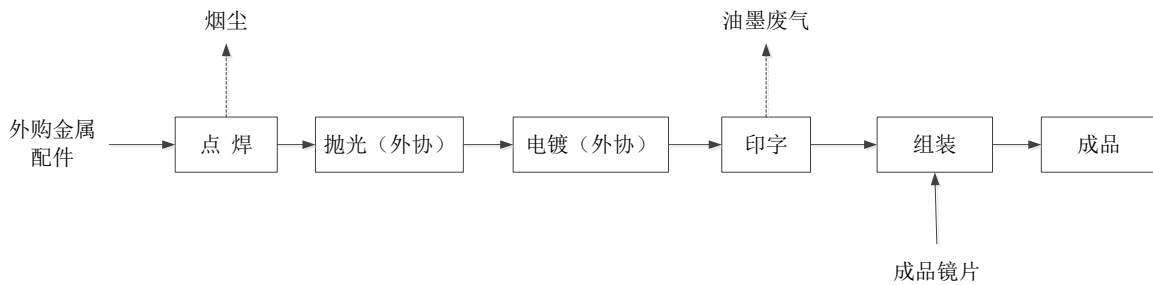 烟尘
油墨废气
外购金属
配件
点 焊
抛光（外协）
电镀（外协）
印字
组装
成品
成品镜片